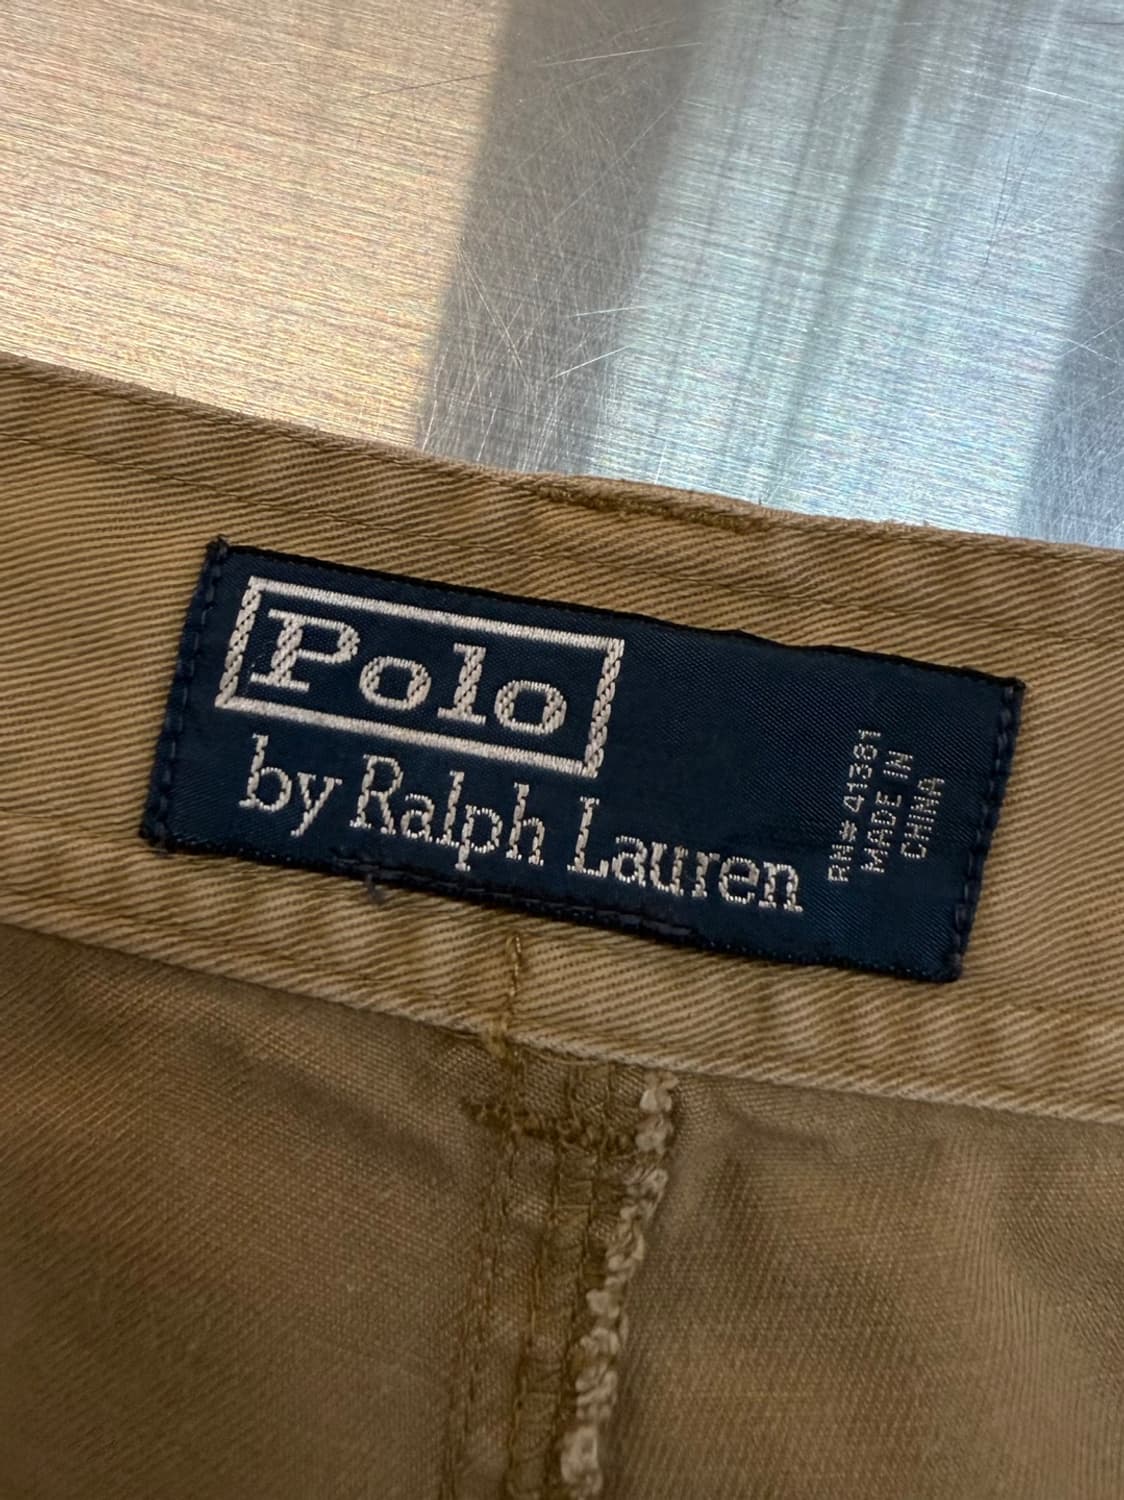 Polo
by Ralph Lauren
RN# 41381
MADE IN
CHINA